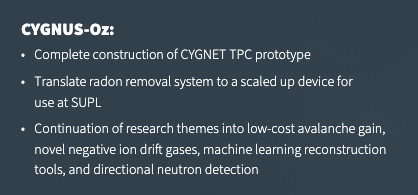 CYGNUS-Oz:
• Complete construction of CYGNET TPC prototype
• Translate radon removal system to a scaled up device for
use at SUPL
• Continuation of research themes into low-cost avalanche gain,
novel negative ion drift gases, machine learning reconstruction
tools, and directional neutron detection